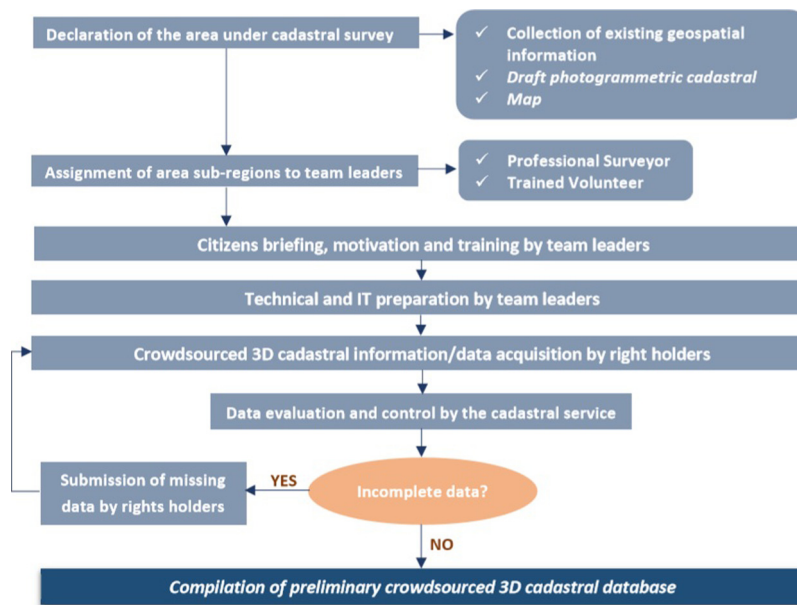 Declaration of the area under cadastral survey
✓ Collection of existing geospatial
information
✓ Draft photogrammetric cadastral
✓ Map
Assignment of area sub-regions to team leaders
✓ Professional Surveyor
✓ Trained Volunteer
Citizens briefing, motivation and training by team leaders
Technical and IT preparation by team leaders
Crowdsourced 3D cadastral information/data acquisition by right holders
Data evaluation and control by the cadastral service
Submission of missing
data by rights holders
YES
Incomplete data?
NO
Compilation of preliminary crowdsourced 3D cadastral database